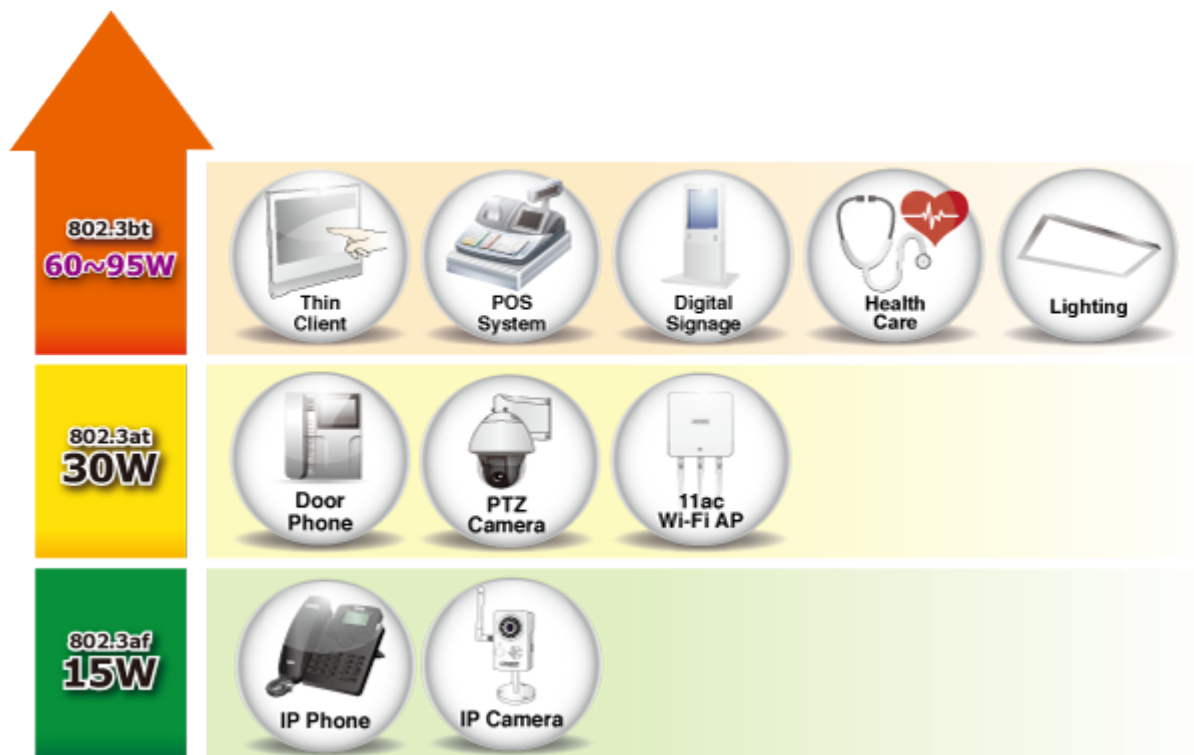 802.3bt
60~95W
Thin
Client
POS
System
Digital
Signage
Health
Care
Lighting
802.3at
30W
Door
Phone
PTZ
Camera
11ac
Wi-Fi AP
802.3af
15W
IP Phone
IP Camera